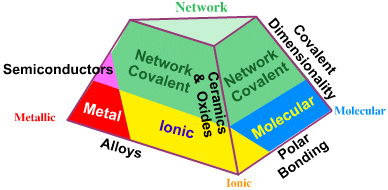 Network
Semiconductors
Network
Covalent
Ceramics
& Oxides
Network
Covalent
Covalent
Dimensionality
Metallic
Metal
Ionic
Molecular
Molecular
Alloys
Polar
Bonding
Ionic